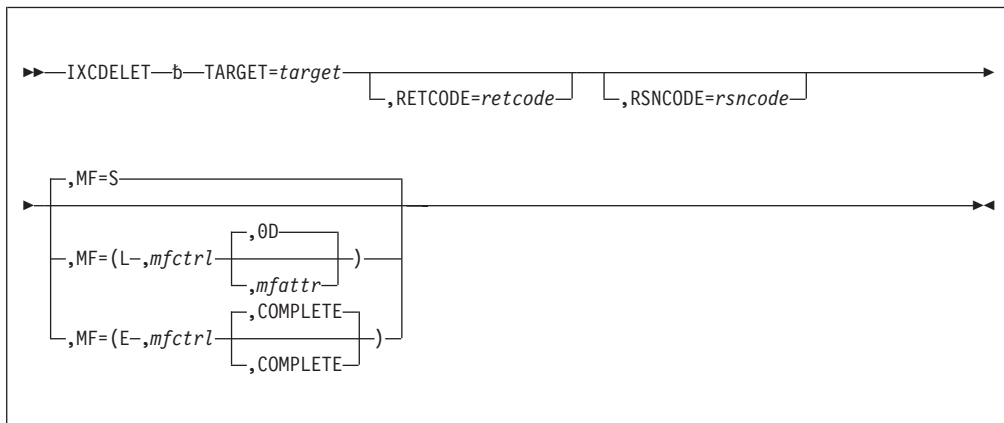 IXCDELET ƀ TARGET=target
,RETCODE=retcode ,RSNCODE=rsncode
,MF=S
,0D
,MF=(L ,mfctrl )
,mfattr
,COMPLETE
,MF=(E ,mfctrl )
,COMPLETE